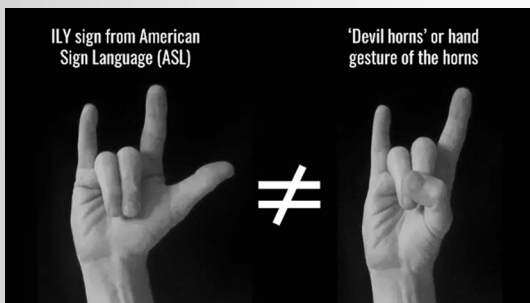 ILY sign from American
Sign Language (ASL)
'Devil horns' or hand
gesture of the horns
≠